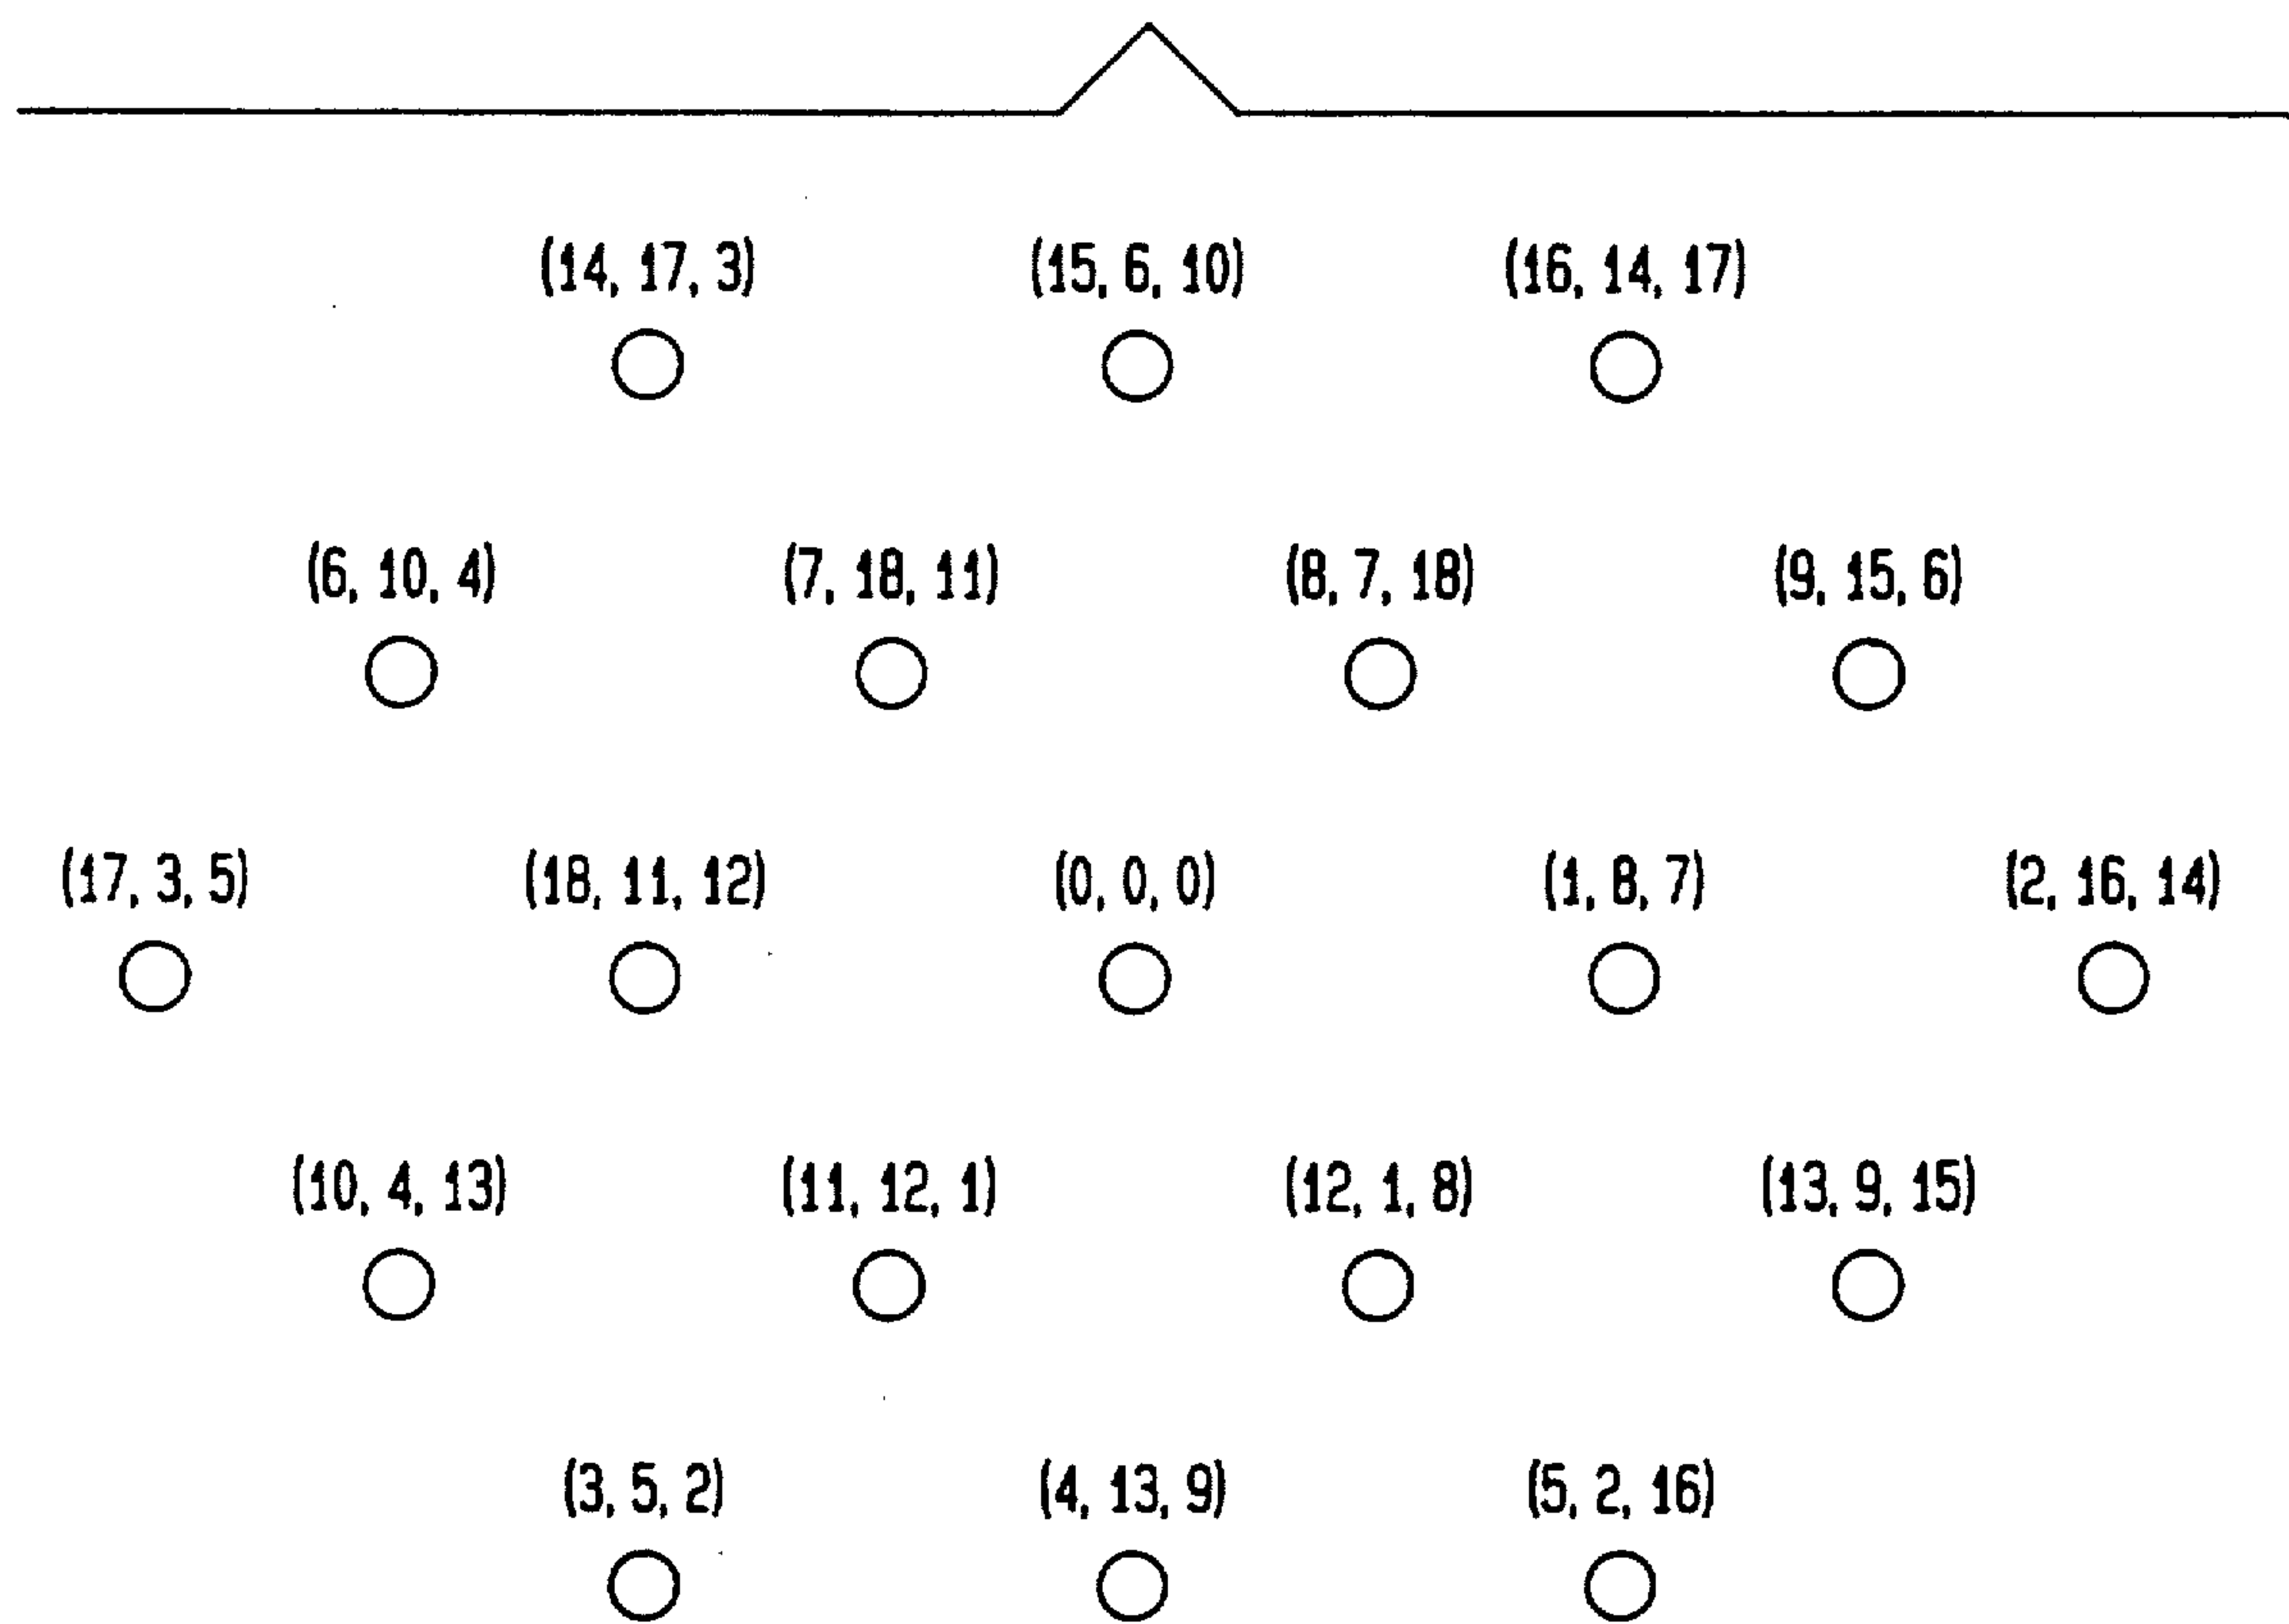 (14, 17, 3) (15, 6, 10) (16, 14, 17)
(6, 10, 4) (7, 18, 11) (8, 7, 18) (9, 15, 6)
(17, 3, 5) (18, 11, 12) (0, 0, 0) (1, 8, 7) (2, 16, 14)
(10, 4, 13) (11, 12, 1) (12, 1, 8) (13, 9, 15)
(3, 5, 2) (4, 13, 9) (5, 2, 16)